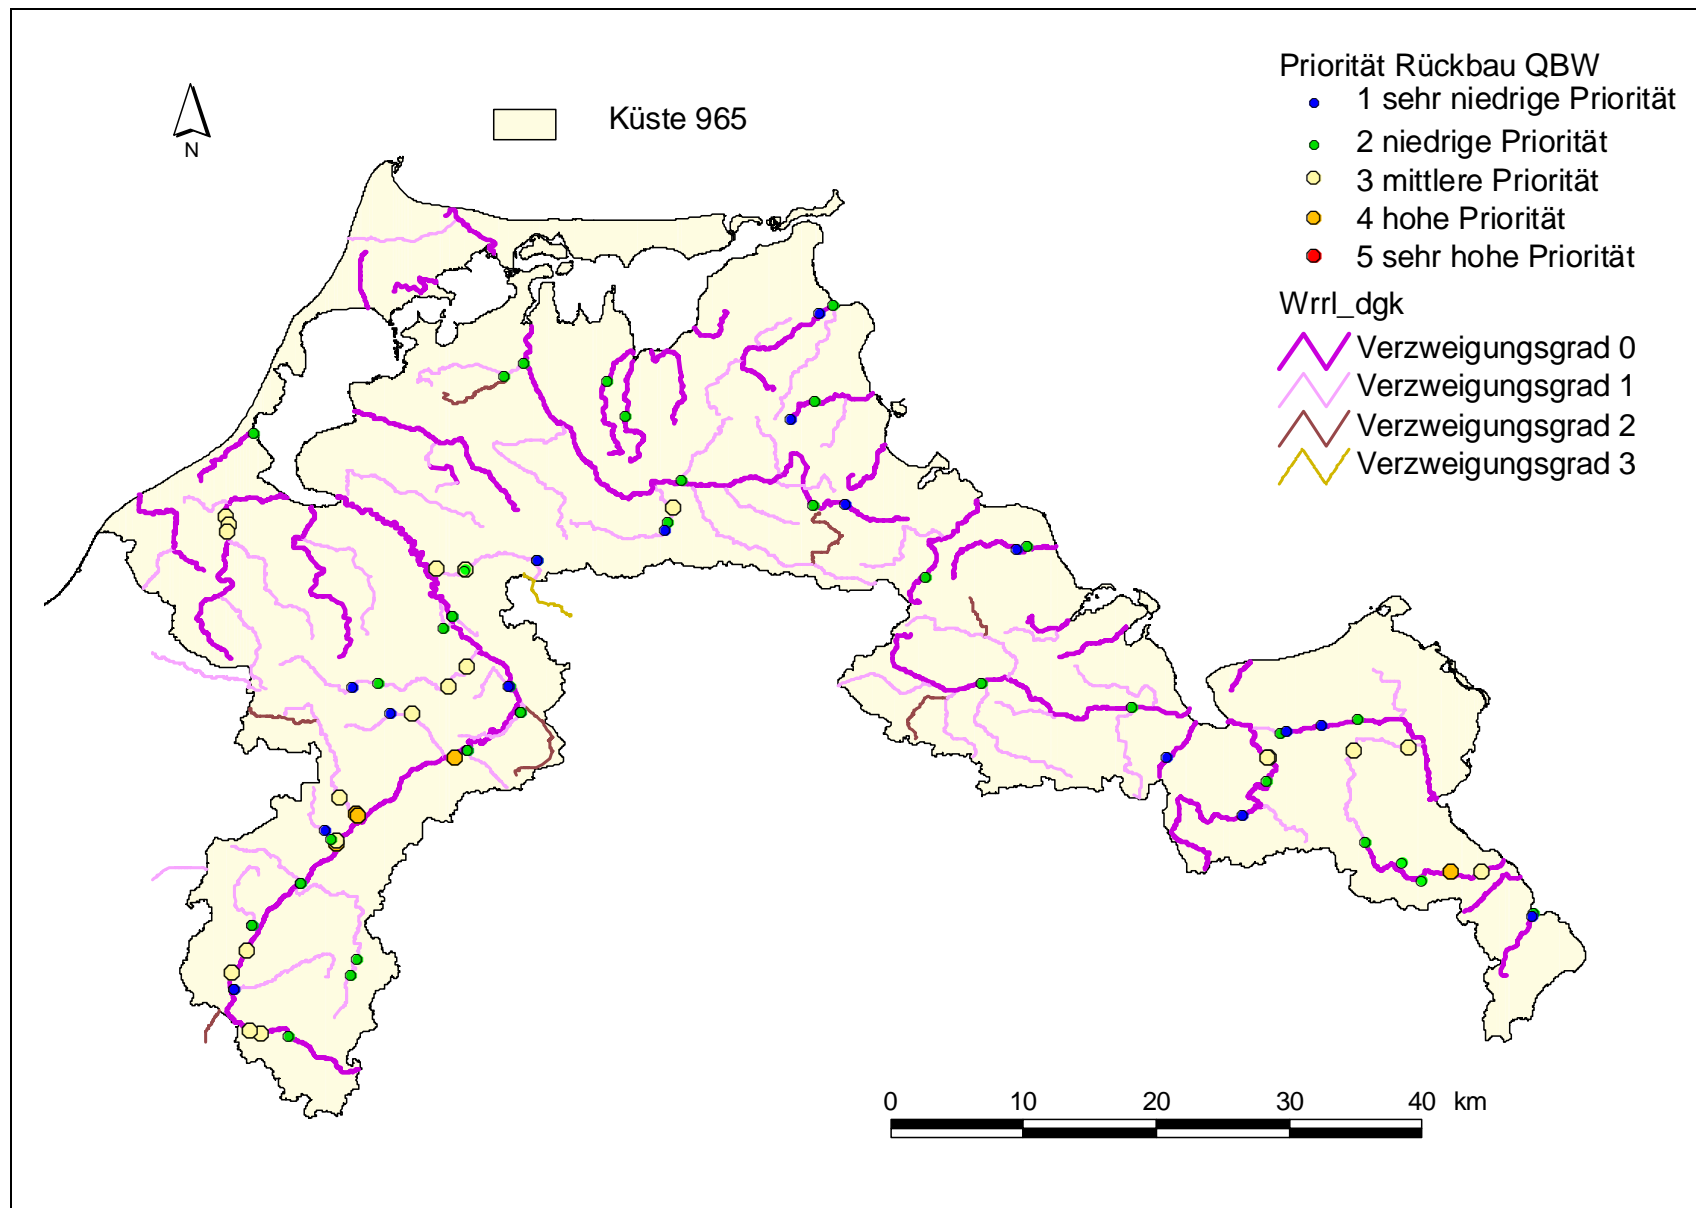 Priorität Rückbau QBW
1 sehr niedrige Priorität
2 niedrige Priorität
3 mittlere Priorität
4 hohe Priorität
5 sehr hohe Priorität
Wrrl_dgk
Verzweigungsgrad 0
Verzweigungsgrad 1
Verzweigungsgrad 2
Verzweigungsgrad 3
Küste 965
N
0 10 20 30 40 km